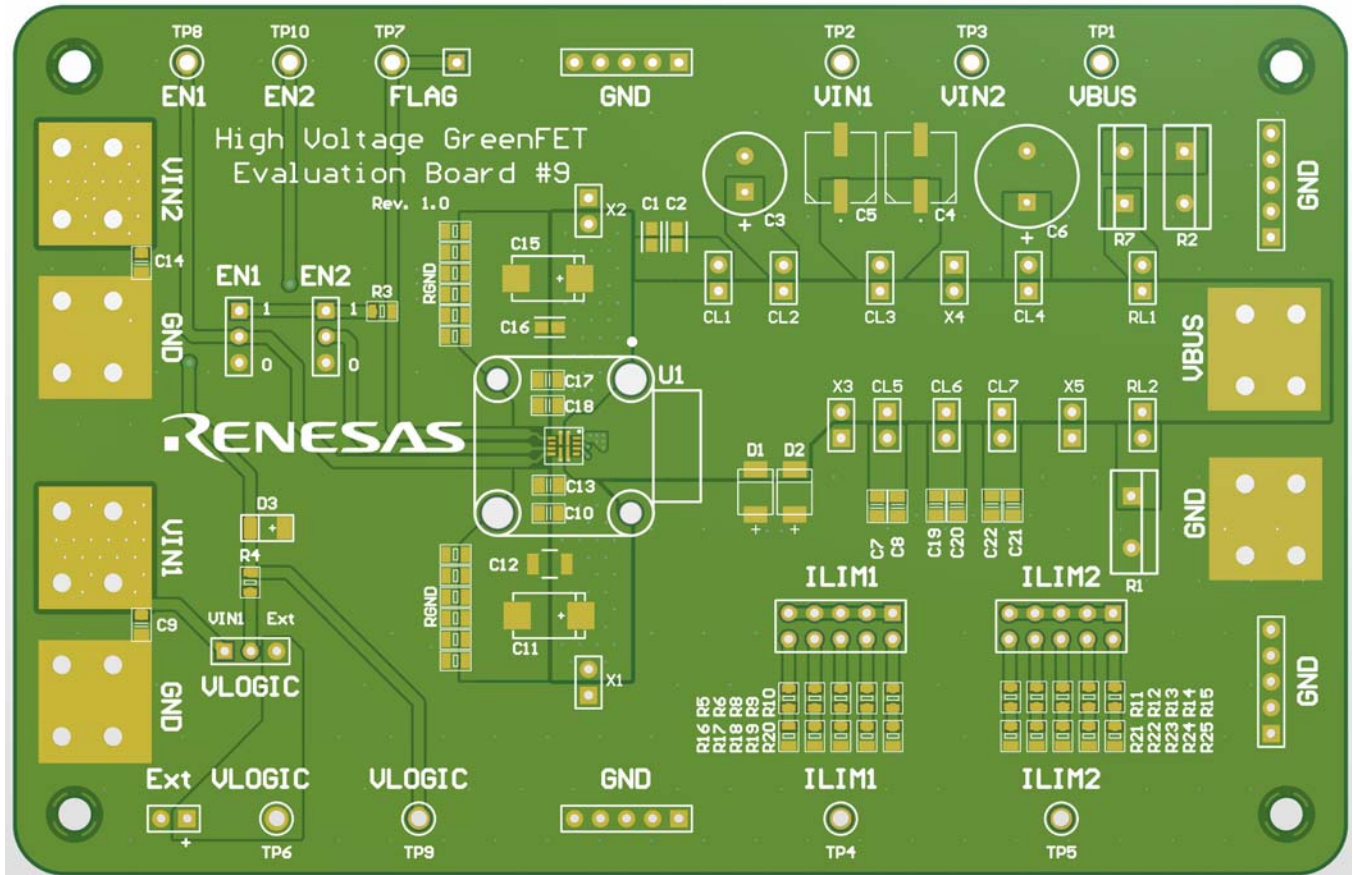 TP8 TP10 TP7 TP2 TP3 TP1
EN1 EN2 FLAG GND VIN1 VIN2 VBUS
High Voltage GreenFET
Evaluation Board #9
Rev. 1.0
VIN2
C14
GND
EN1 EN2
1 1 R3
0 0
RGND
C15
+
C16
X2
C1 C2
C3
+
C5
C4
C6
+
R7 R2
GND
CL1 CL2 CL3 X4 CL4 RL1
VBUS
U1
C17
C18
C13
C10
RENESAS
X3 CL5 CL6 CL7 X5 RL2
D1 D2
+ +
C7 C8 C19 C20 C22 C21
R1
GND
VIN1
C9
GND
D3
+
R4
VIN1 Ext
VLOGIC
RGND
C12
+
C11
X1
ILIM1 ILIM2
R16 R5
R17 R6
R18 R8
R19 R9
R20 R10
R21 R11
R22 R12
R23 R13
R24 R14
R25 R15
GND
Ext VLOGIC VLOGIC GND ILIM1 ILIM2
+
TP6 TP9 TP4 TP5